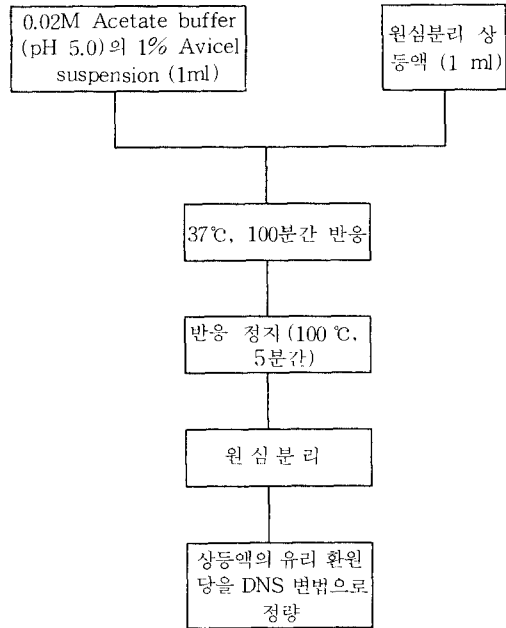 0.02M Acetate buffer
(pH 5.0)의 1% Avicel
suspension (1ml)
원심분리 상
등액 (1 ml)
37℃, 100분간 반응
반응 정지 (100 ℃,
5분간)
원 심 분 리
상등액의 유리 환원
당을 DNS 변법으로
정량